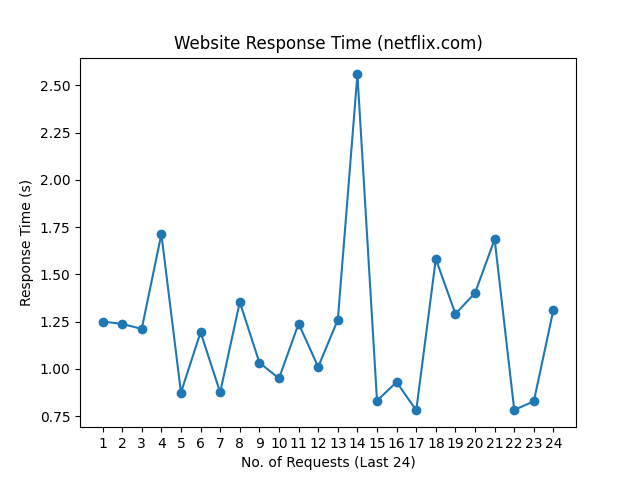 Website Response Time (netflix.com)
Response Time (s)
2.50
2.25
2.00
1.75
1.50
1.25
1.00
0.75
1 2 3 4 5 6 7 8 9 10 11 12 13 14 15 16 17 18 19 20 21 22 23 24
No. of Requests (Last 24)